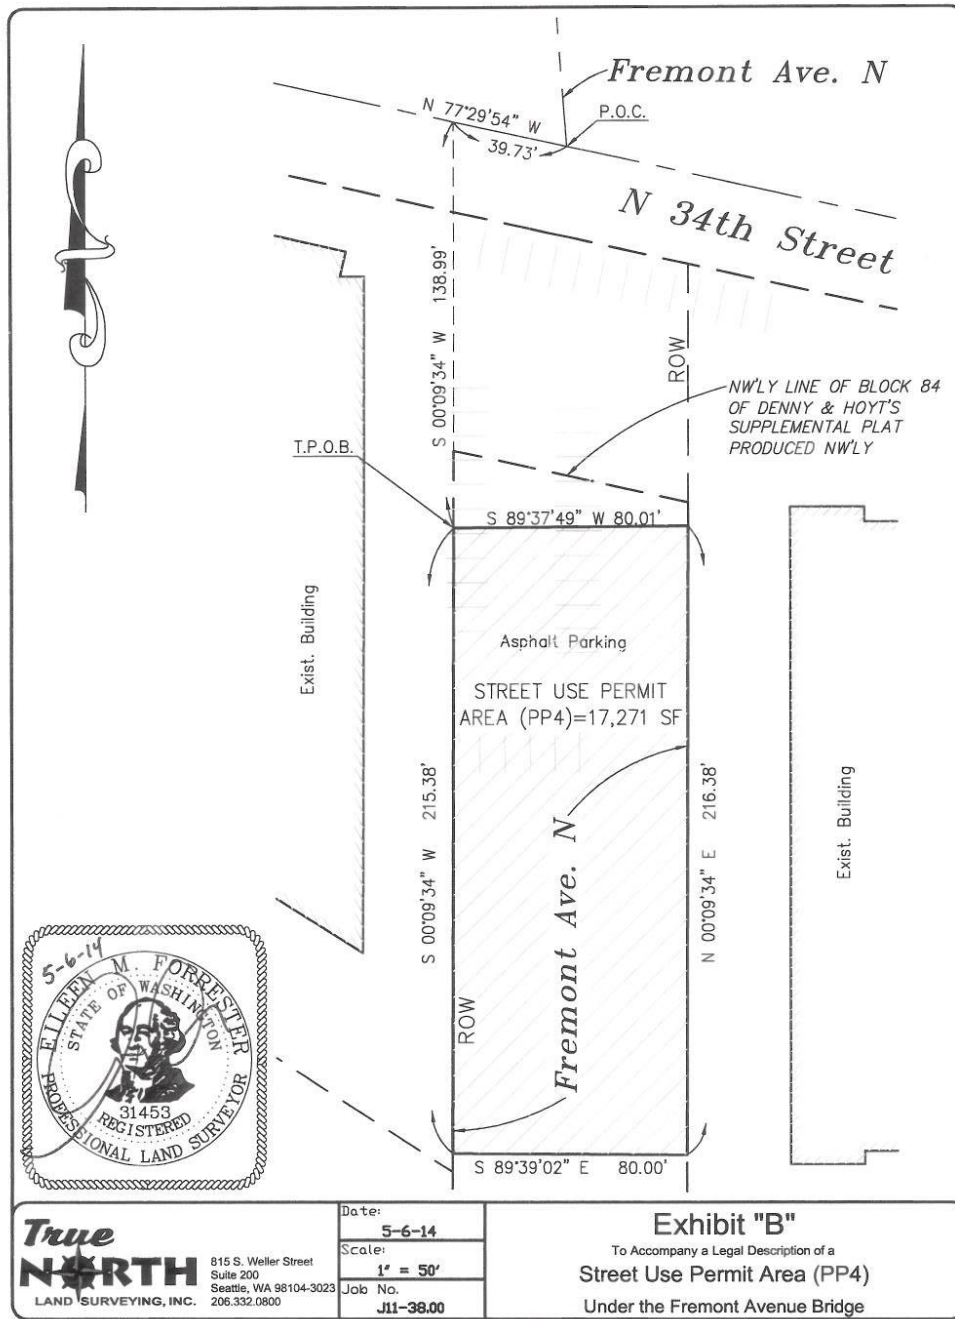 Fremont Ave. N
N 77°29'54" W
P.O.C.
39.73'
N 34th Street
S 00°09'34" W 138.99'
ROW
NW'LY LINE OF BLOCK 84
OF DENNY & HOYT'S
SUPPLEMENTAL PLAT
PRODUCED NW'LY
T.P.O.B.
S 89°37'49" W 80.01'
Exist. Building
Asphalt Parking
STREET USE PERMIT
AREA (PP4)=17,271 SF
S 00°09'34" W 215.38'
Fremont Ave. N
N 00°09'34" E 216.38'
Exist. Building
ROW
S 89°39'02" E 80.00'
5-6-14
EILEEN M. FORRESTER
STATE OF WASHINGTON
31453
REGISTERED
PROFESSIONAL LAND SURVEYOR
True
NORTH
LAND SURVEYING, INC.
815 S. Weller Street
Suite 200
Seattle, WA 98104-3023
206.332.0800
Date:
5-6-14
Scale:
1" = 50'
Job No.
J11-38.00
Exhibit "B"
To Accompany a Legal Description of a
Street Use Permit Area (PP4)
Under the Fremont Avenue Bridge